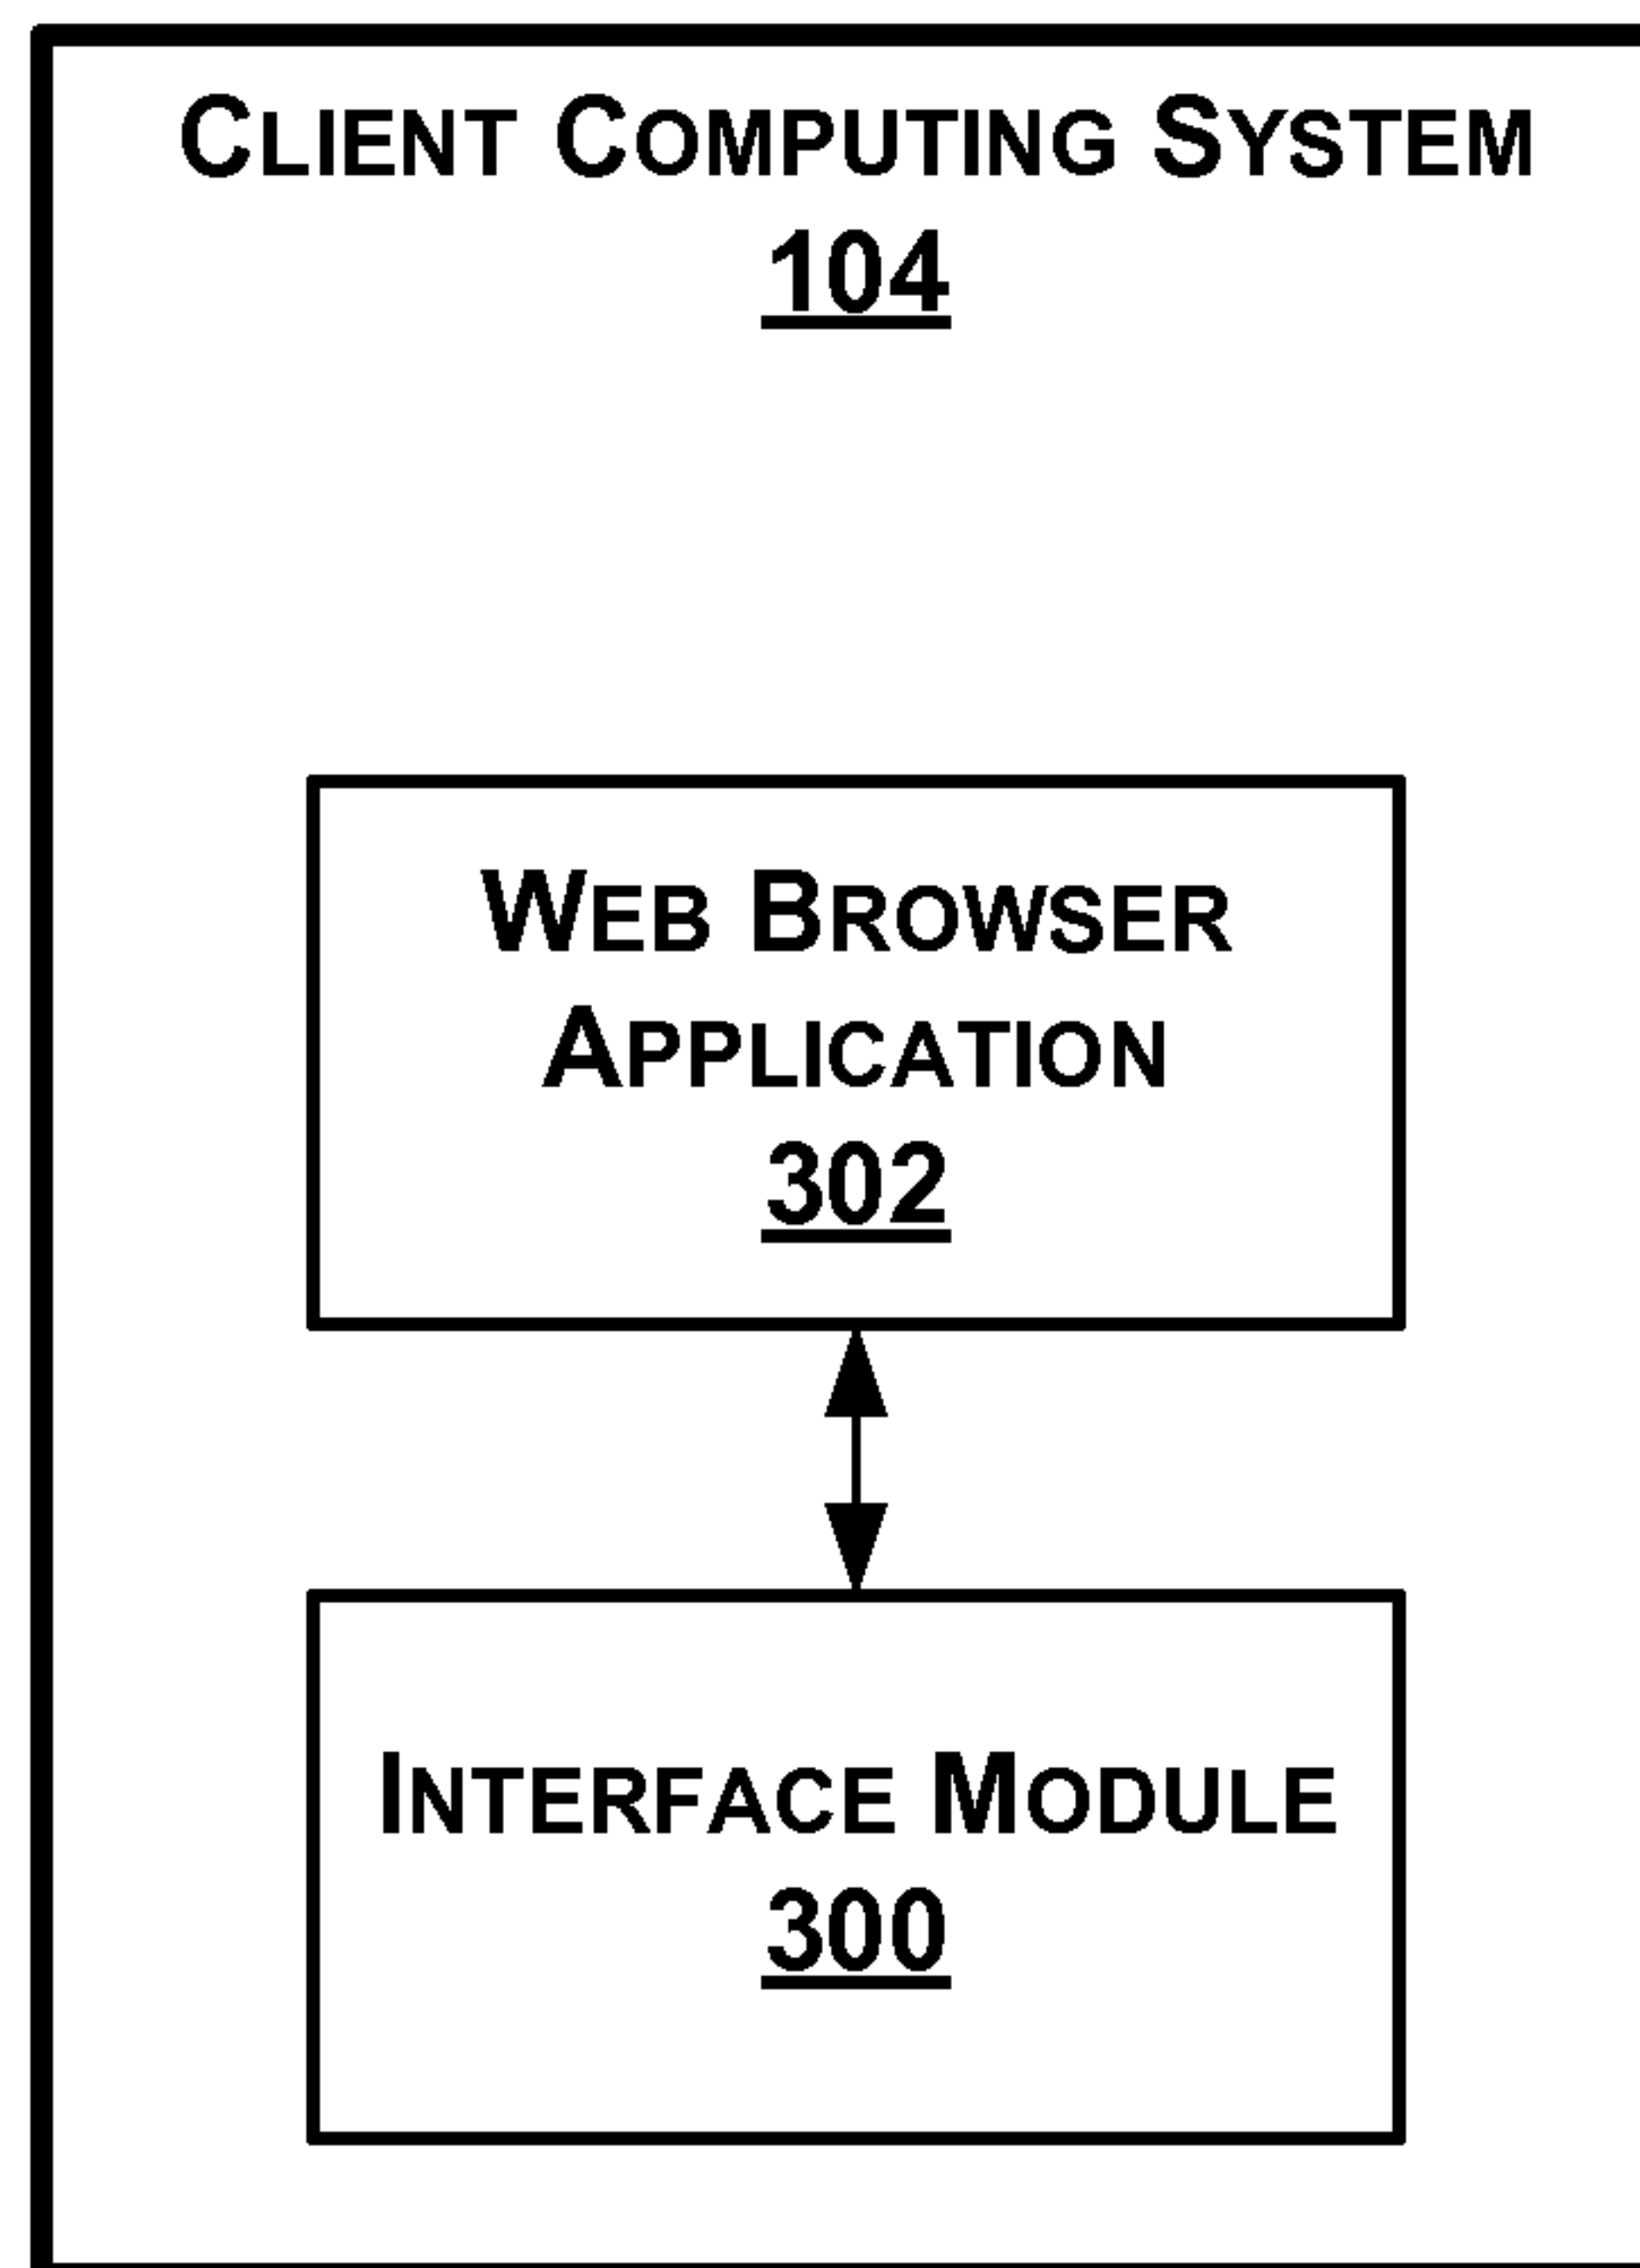 CLIENT COMPUTING SYSTEM
104
WEB BROWSER
APPLICATION
302
INTERFACE MODULE
300